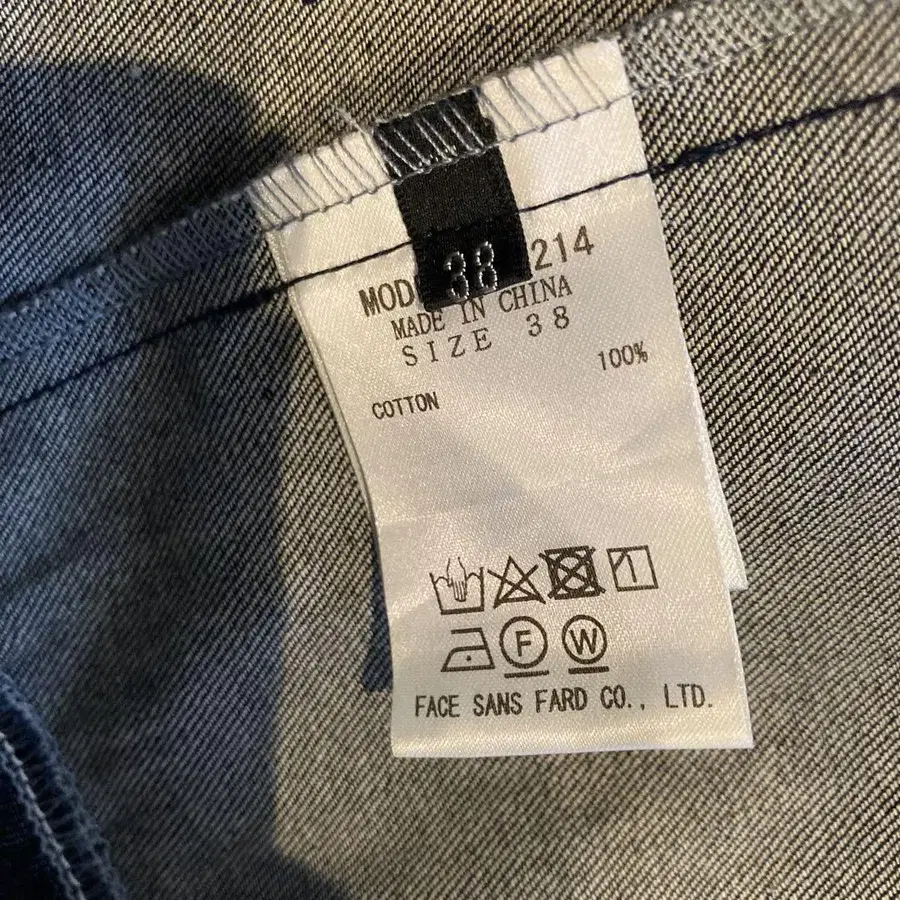 38
MOD 214
MADE IN CHINA
SIZE 38
100%
COTTON
F W
FACE SANS FARD CO., LTD.